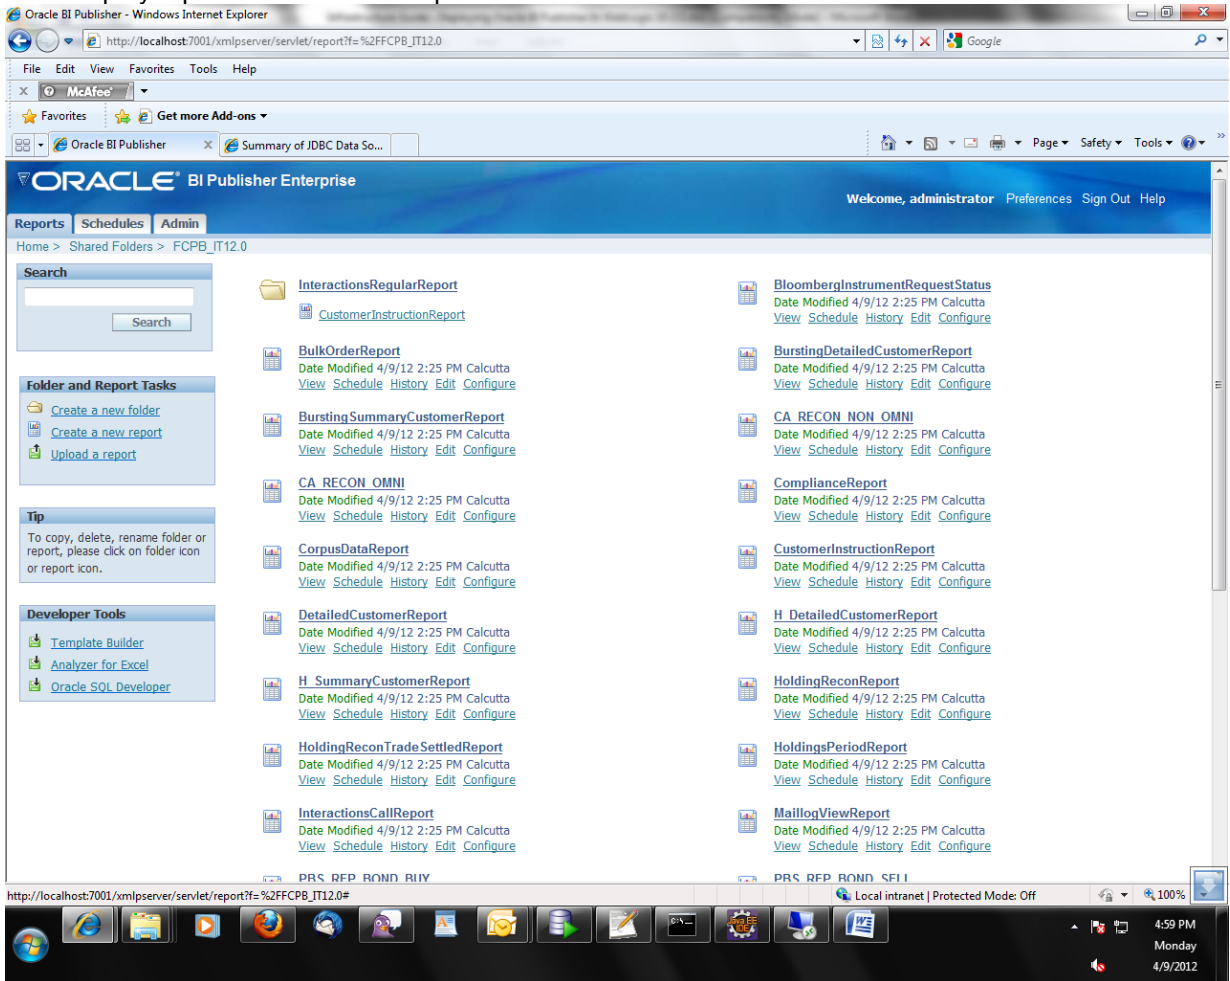 Oracle BI Publisher - Windows Internet Explorer
http://localhost:7001/xmlpserver/servlet/report?f=%2FFCPB_IT12.0
Google
File Edit View Favorites Tools Help
x McAfee
Favorites Get more Add-ons
Oracle BI Publisher x Summary of JDBC Data So...
Page Safety Tools
ORACLE BI Publisher Enterprise
Welcome, administrator Preferences Sign Out Help
Reports Schedules Admin
Home > Shared Folders > FCPB_IT12.0
Search
Search
Folder and Report Tasks
Create a new folder
Create a new report
Upload a report
Tip
To copy, delete, rename folder or
report, please click on folder icon
or report icon.
Developer Tools
Template Builder
Analyzer for Excel
Oracle SQL Developer
InteractionsRegularReport
CustomerInstructionReport
BloombergInstrumentRequestStatus
Date Modified 4/9/12 2:25 PM Calcutta
View Schedule History Edit Configure
BulkOrderReport
Date Modified 4/9/12 2:25 PM Calcutta
View Schedule History Edit Configure
BurstingDetailedCustomerReport
Date Modified 4/9/12 2:25 PM Calcutta
View Schedule History Edit Configure
BurstingSummaryCustomerReport
Date Modified 4/9/12 2:25 PM Calcutta
View Schedule History Edit Configure
CA_RECON_NON_OMNI
Date Modified 4/9/12 2:25 PM Calcutta
View Schedule History Edit Configure
CA_RECON_OMNI
Date Modified 4/9/12 2:25 PM Calcutta
View Schedule History Edit Configure
ComplianceReport
Date Modified 4/9/12 2:25 PM Calcutta
View Schedule History Edit Configure
CorpusDataReport
Date Modified 4/9/12 2:25 PM Calcutta
View Schedule History Edit Configure
CustomerInstructionReport
Date Modified 4/9/12 2:25 PM Calcutta
View Schedule History Edit Configure
DetailedCustomerReport
Date Modified 4/9/12 2:25 PM Calcutta
View Schedule History Edit Configure
H_DetailedCustomerReport
Date Modified 4/9/12 2:25 PM Calcutta
View Schedule History Edit Configure
H_SummaryCustomerReport
Date Modified 4/9/12 2:25 PM Calcutta
View Schedule History Edit Configure
HoldingReconReport
Date Modified 4/9/12 2:25 PM Calcutta
View Schedule History Edit Configure
HoldingReconTradeSettledReport
Date Modified 4/9/12 2:25 PM Calcutta
View Schedule History Edit Configure
HoldingsPeriodReport
Date Modified 4/9/12 2:25 PM Calcutta
View Schedule History Edit Configure
InteractionsCallReport
Date Modified 4/9/12 2:25 PM Calcutta
View Schedule History Edit Configure
MaillogViewReport
Date Modified 4/9/12 2:25 PM Calcutta
View Schedule History Edit Configure
PBS_REP_BOND_BUY
PBS_REP_BOND_SELL
http://localhost:7001/xmlpserver/servlet/report?f=%2FFCPB_IT12.0#
Local intranet | Protected Mode: Off
100%
Java EE
IDE
4:59 PM
Monday
4/9/2012